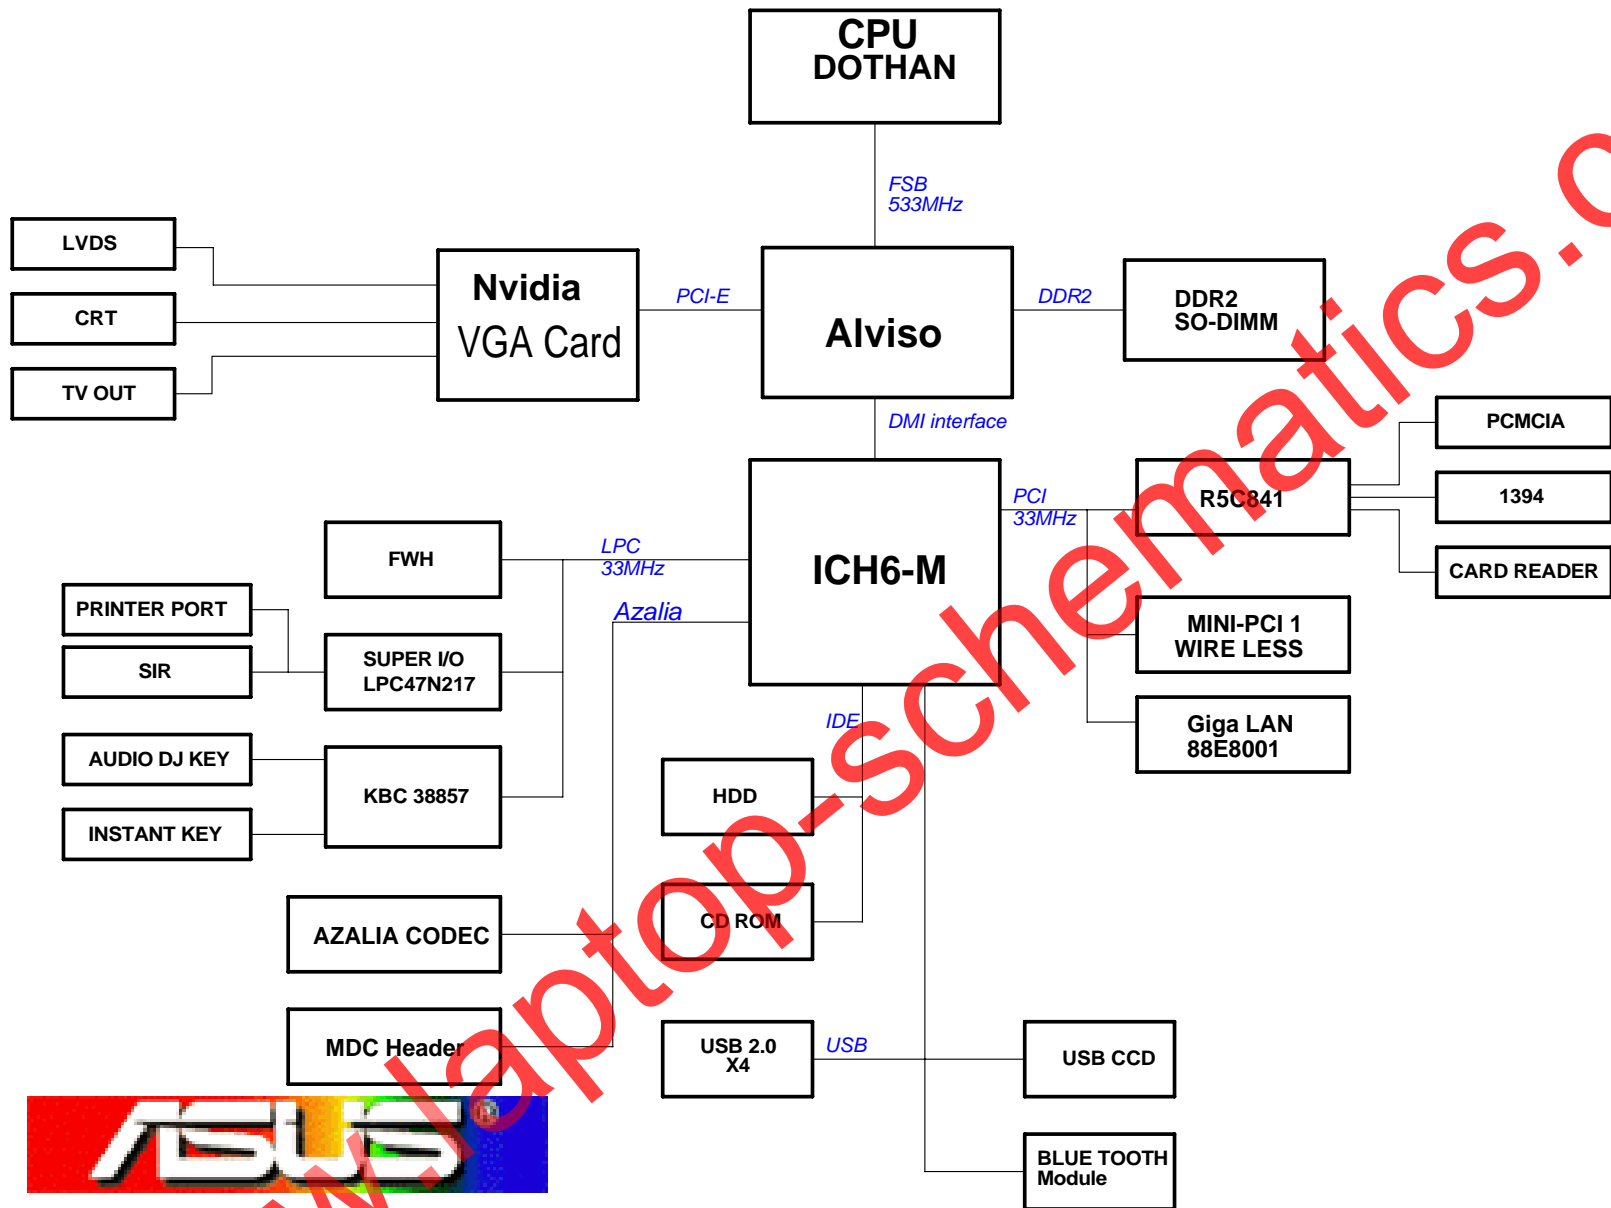 CPU
DOTHAN
FSB
533MHz
LVDS
CRT
TV OUT
Nvidia
VGA Card
PCI-E
Alviso
DDR2
DDR2
SO-DIMM
DMI interface
PCMCIA
1394
CARD READER
R5C841
PCI
33MHz
ICH6-M
LPC
33MHz
FWH
Azalia
PRINTER PORT
SIR
SUPER I/O
LPC47N217
MINI-PCI 1
WIRE LESS
Giga LAN
88E8001
IDE
AUDIO DJ KEY
INSTANT KEY
KBC 38857
HDD
CD ROM
AZALIA CODEC
MDC Header
USB 2.0
X4
USB
USB CCD
BLUE TOOTH
Module
ASUS®
w.laptop-schematics.c